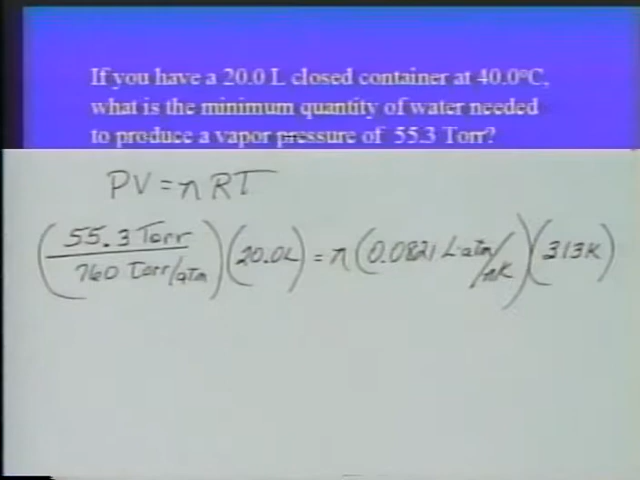 If you have a 20.0 L closed container at 40.0°C,
what is the minimum quantity of water needed
to produce a vapor pressure of 55.3 Torr?
PV = nRT
(55.3 Torr / 760 Torr/atm) (20.0L) = n (0.0821 L·atm/nK) (313K)